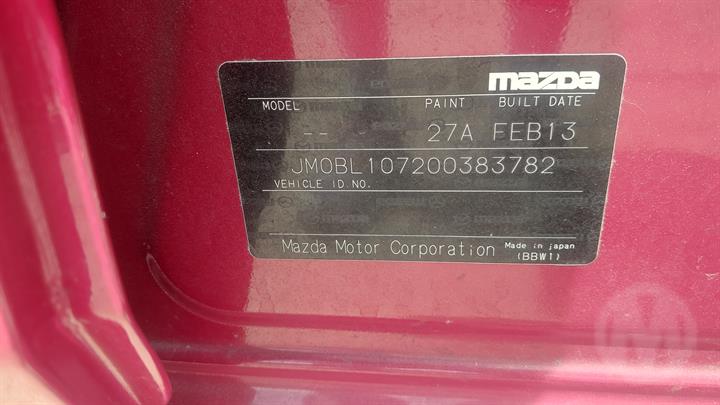 mazda
MODEL PAINT BUILT DATE
-- 27A FEB13
JM0BL107200383782
VEHICLE ID.NO.
Mazda Motor Corporation Made in japan
(BBW1)